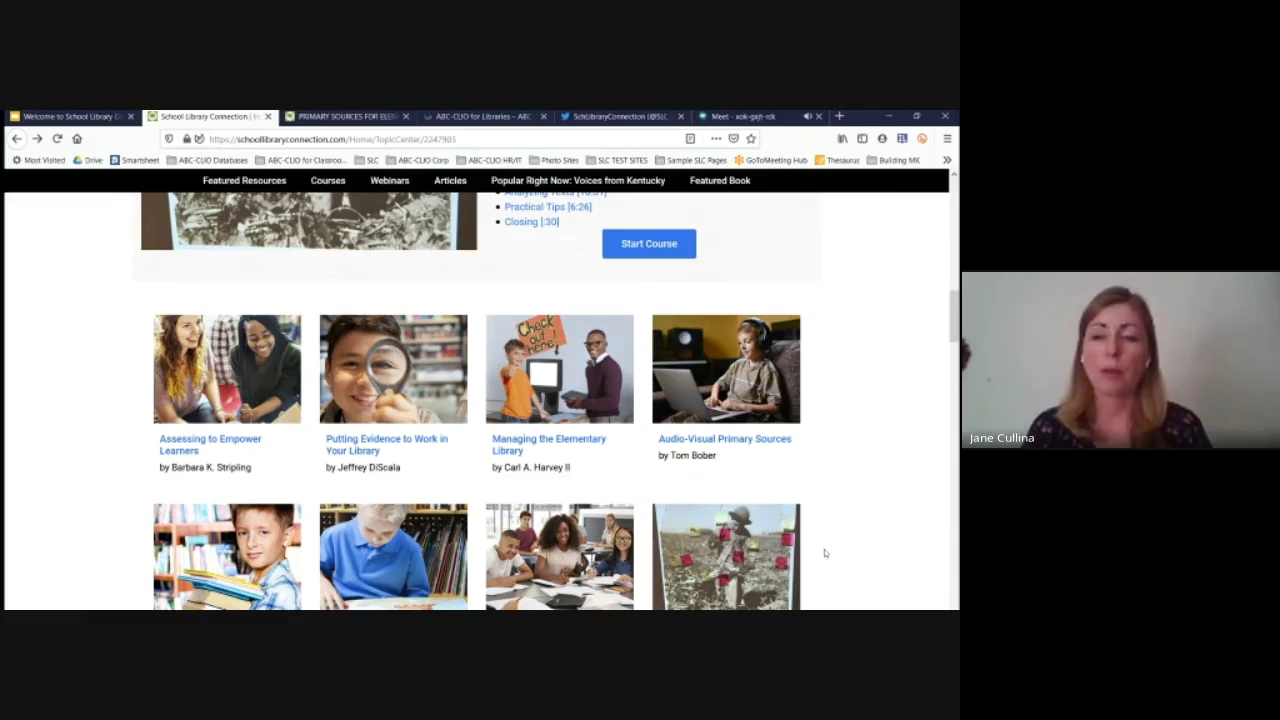 Welcome to School Library C
School Library Connection | H
PRIMARY SOURCES FOR ELEM
ABC-CLIO for Libraries – ABC
SchLibraryConnection (@SLC
Meet - xok-gxjt-rck
https://schoollibraryconnection.com/Home/TopicCenter/2247903
Most Visited
Drive
Smartsheet
ABC-CLIO Databases
ABC-CLIO for Classroo...
SLC
ABC-CLIO Corp
ABC-CLIO HR/IT
Photo Sites
SLC TEST SITES
Sample SLC Pages
GoToMeeting Hub
Thesaurus
Building MK
Featured Resources
Courses
Webinars
Articles
Popular Right Now: Voices from Kentucky
Featured Book
Practical Tips [6:26]
Closing [:30]
Start Course
Check out Here!
Assessing to Empower
Learners
by Barbara K. Stripling
Putting Evidence to Work in
Your Library
by Jeffrey DiScala
Managing the Elementary
Library
by Carl A. Harvey II
Audio-Visual Primary Sources
by Tom Bober
Jane Cullina